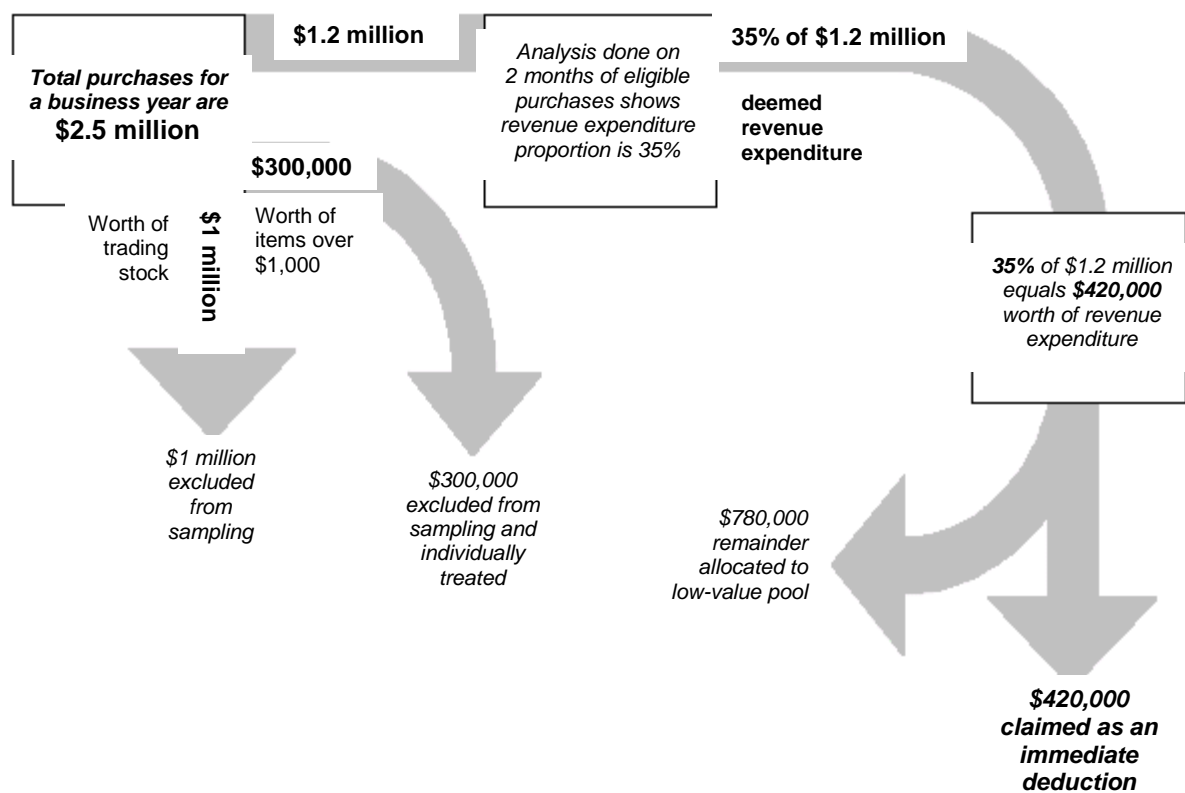 Total purchases for
a business year are
$2.5 million
$1.2 million
Analysis done on
2 months of eligible
purchases shows
revenue expenditure
proportion is 35%
35% of $1.2 million
deemed
revenue
expenditure
$300,000
Worth of
items over
$1,000
Worth of
trading
stock
$1 million
35% of $1.2 million
equals $420,000
worth of revenue
expenditure
$1 million
excluded
from
sampling
$300,000
excluded from
sampling and
individually
treated
$780,000
remainder
allocated to
low-value pool
$420,000
claimed as an
immediate
deduction